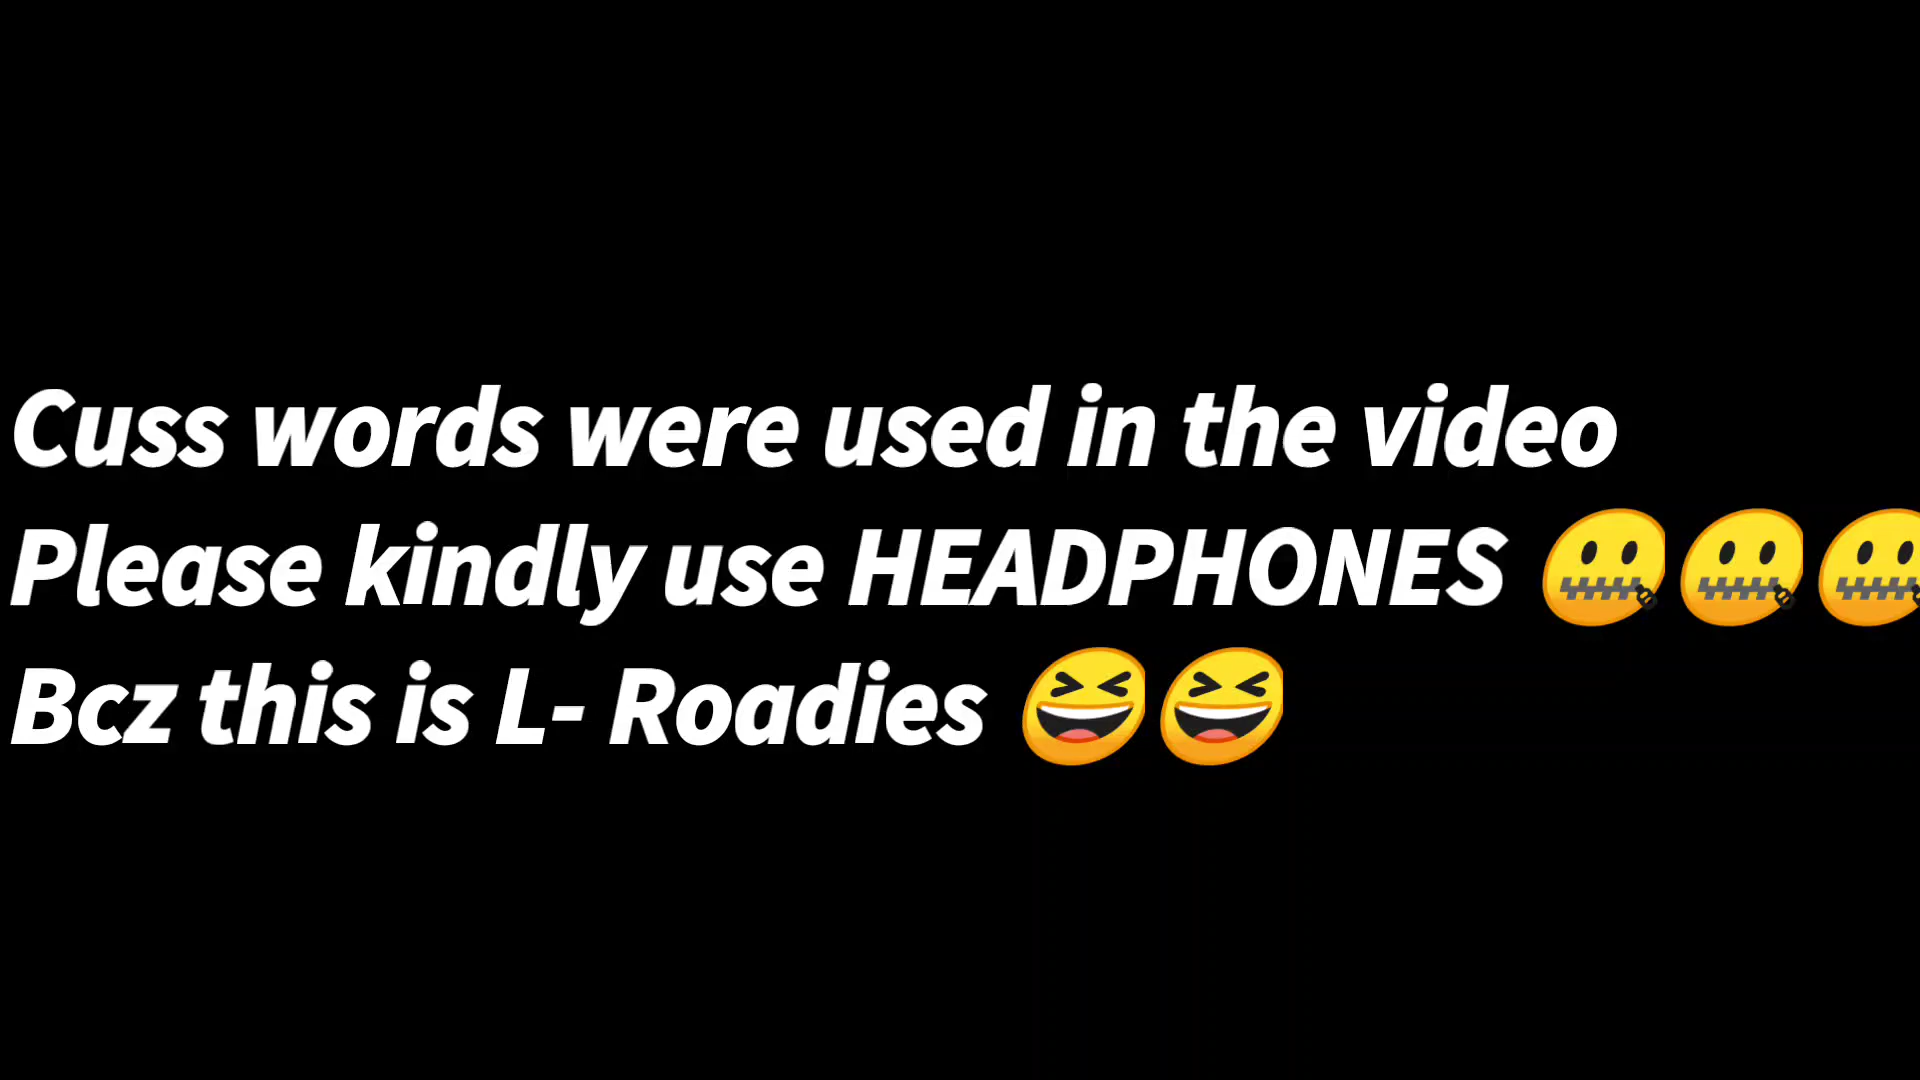 Cuss words were used in the video
Please kindly use HEADPHONES 🤐🤐🤐
Bcz this is L- Roadies 😆😆